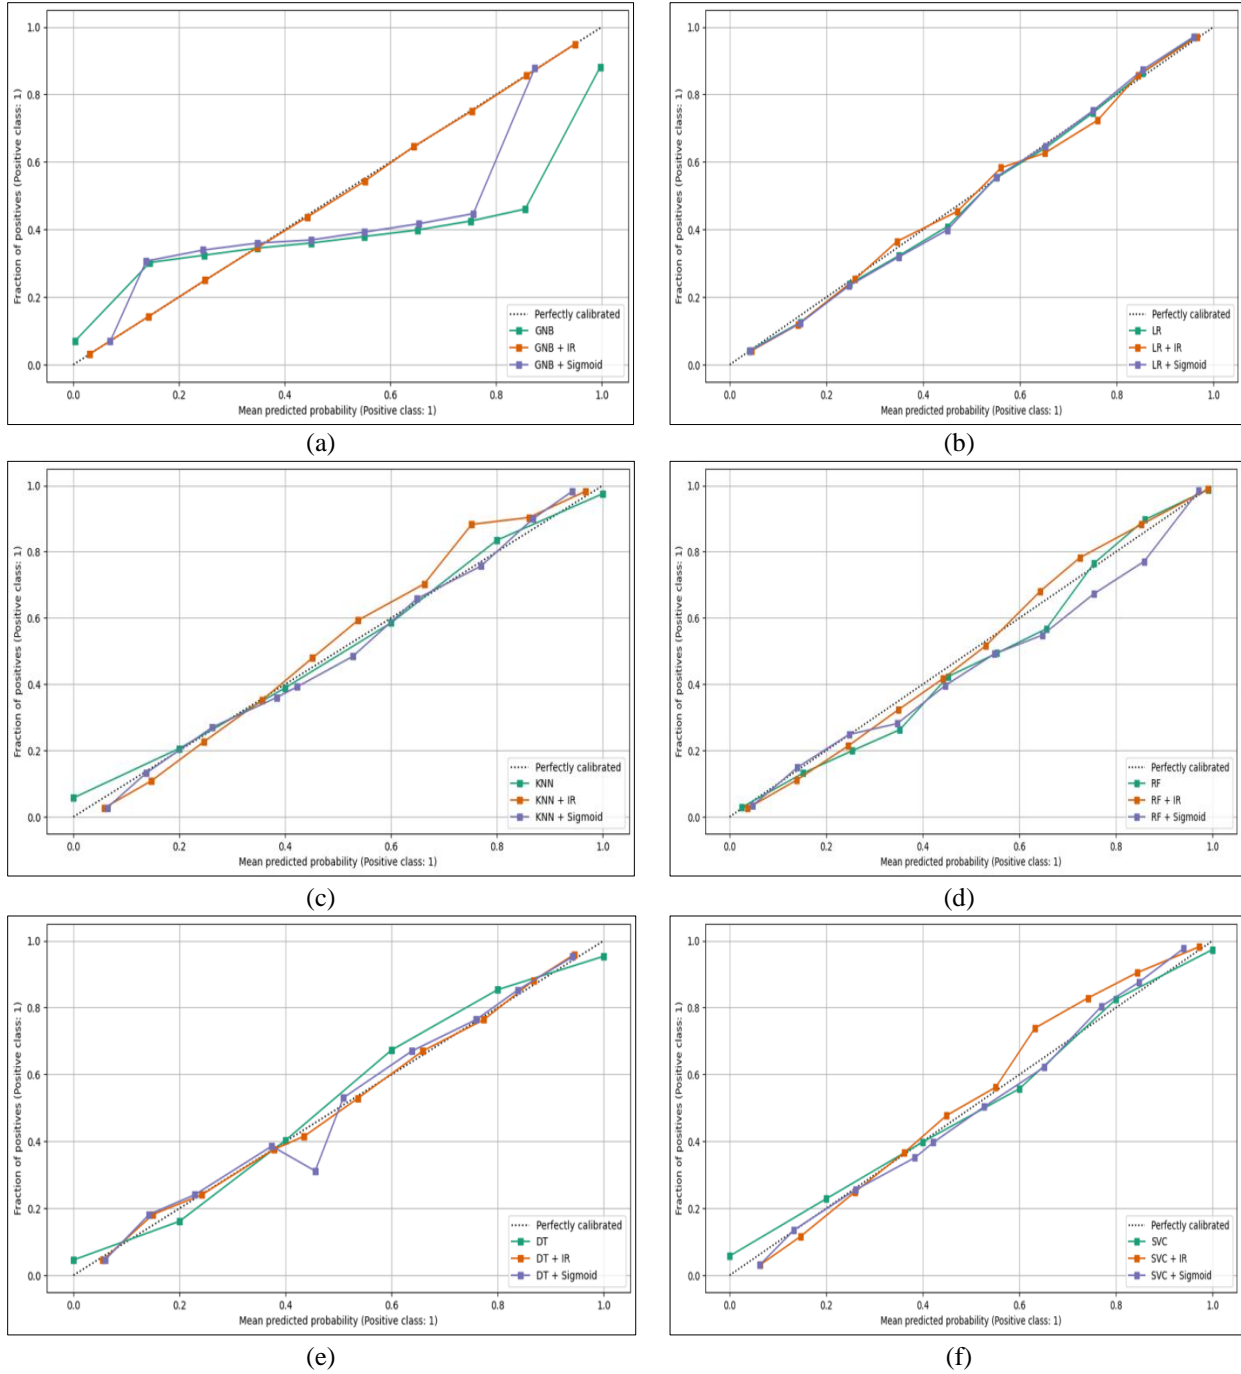 1.0
0.8
0.6
0.4
0.2
0.0
Fraction of positives (Positive class: 1)
Perfectly calibrated
GNB
GNB + IR
GNB + Sigmoid
0.0 0.2 0.4 0.6 0.8 1.0
Mean predicted probability (Positive class: 1)
(a)
1.0
0.8
0.6
0.4
0.2
0.0
Fraction of positives (Positive class: 1)
Perfectly calibrated
LR
LR + IR
LR + Sigmoid
0.0 0.2 0.4 0.6 0.8 1.0
Mean predicted probability (Positive class: 1)
(b)
1.0
0.8
0.6
0.4
0.2
0.0
Fraction of positives (Positive class: 1)
Perfectly calibrated
KNN
KNN + IR
KNN + Sigmoid
0.0 0.2 0.4 0.6 0.8 1.0
Mean predicted probability (Positive class: 1)
(c)
1.0
0.8
0.6
0.4
0.2
0.0
Fraction of positives (Positive class: 1)
Perfectly calibrated
RF
RF + IR
RF + Sigmoid
0.0 0.2 0.4 0.6 0.8 1.0
Mean predicted probability (Positive class: 1)
(d)
1.0
0.8
0.6
0.4
0.2
0.0
Fraction of positives (Positive class: 1)
Perfectly calibrated
DT
DT + IR
DT + Sigmoid
0.0 0.2 0.4 0.6 0.8 1.0
Mean predicted probability (Positive class: 1)
(e)
1.0
0.8
0.6
0.4
0.2
0.0
Fraction of positives (Positive class: 1)
Perfectly calibrated
SVC
SVC + IR
SVC + Sigmoid
0.0 0.2 0.4 0.6 0.8 1.0
Mean predicted probability (Positive class: 1)
(f)